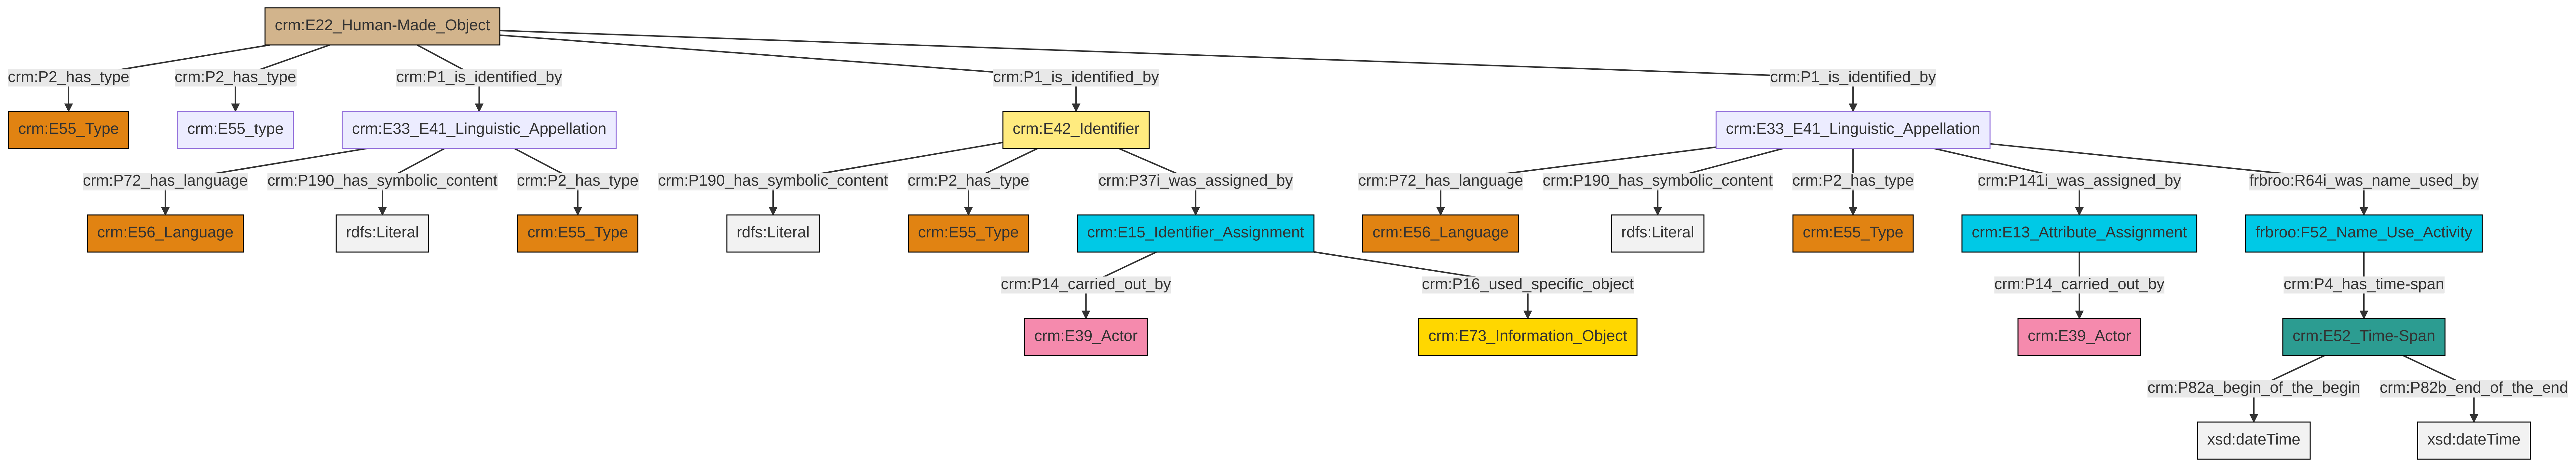 crm:E22_Human-Made_Object
crm:P2_has_type
crm:P2_has_type
crm:P1_is_identified_by
crm:P1_is_identified_by
crm:P1_is_identified_by
crm:E55_Type
crm:E55_type
crm:E33_E41_Linguistic_Appellation
crm:E42_Identifier
crm:E33_E41_Linguistic_Appellation
crm:P72_has_language
crm:P190_has_symbolic_content
crm:P2_has_type
crm:P190_has_symbolic_content
crm:P2_has_type
crm:P37i_was_assigned_by
crm:P72_has_language
crm:P190_has_symbolic_content
crm:P2_has_type
crm:P141i_was_assigned_by
frbroo:R64i_was_name_used_by
crm:E56_Language
rdfs:Literal
crm:E55_Type
rdfs:Literal
crm:E55_Type
crm:E15_Identifier_Assignment
crm:E56_Language
rdfs:Literal
crm:E55_Type
crm:E13_Attribute_Assignment
frbroo:F52_Name_Use_Activity
crm:P14_carried_out_by
crm:P16_used_specific_object
crm:P14_carried_out_by
crm:P4_has_time-span
crm:E39_Actor
crm:E73_Information_Object
crm:E39_Actor
crm:E52_Time-Span
crm:P82a_begin_of_the_begin
crm:P82b_end_of_the_end
xsd:dateTime
xsd:dateTime